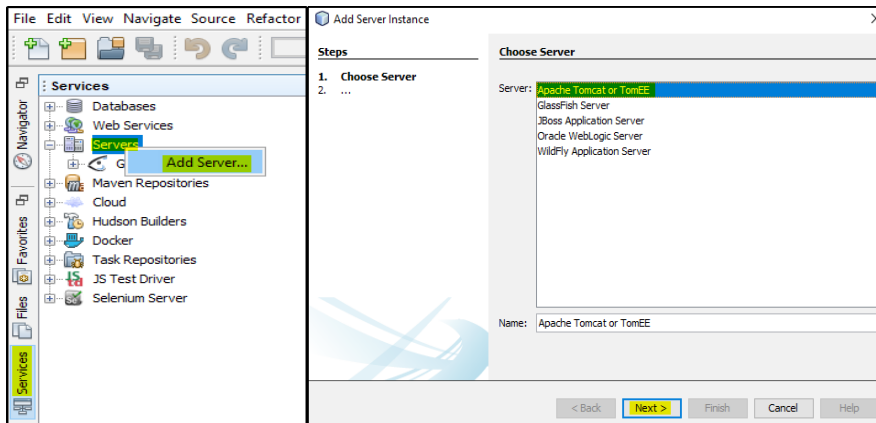 File Edit View Navigate Source Refactor
Services
Databases
Web Services
Servers
G
Add Server...
Maven Repositories
Cloud
Hudson Builders
Docker
Task Repositories
JS Test Driver
Selenium Server
Navigator
Favorites
Files
Services
Add Server Instance
Steps
1. Choose Server
2. ...
Choose Server
Server:
Apache Tomcat or TomEE
GlassFish Server
JBoss Application Server
Oracle WebLogic Server
WildFly Application Server
Name: Apache Tomcat or TomEE
< Back Next > Finish Cancel Help